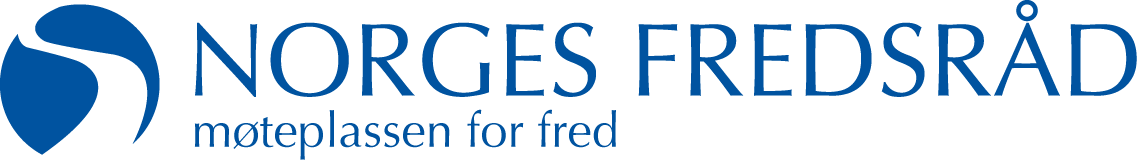 NORGES FREDSRÅD
møteplassen for fred